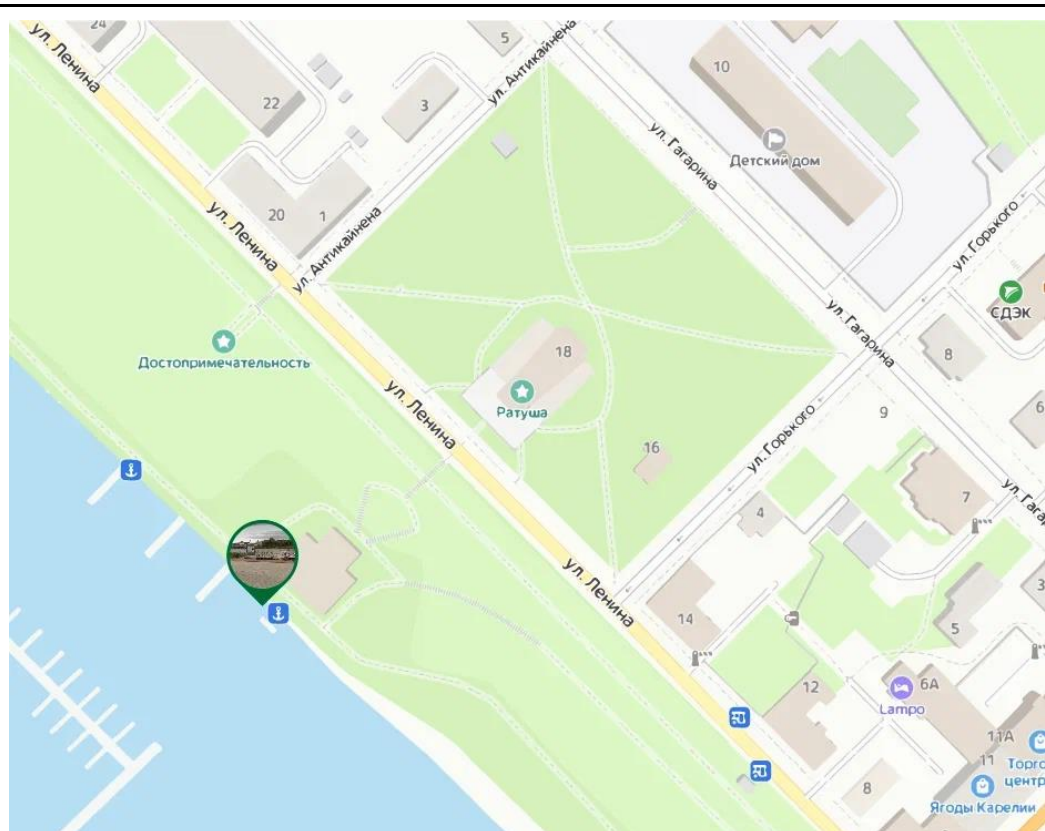 24
ул. Ленина
22
5
ул. Антикайнена
3
10
Детский дом
ул. Гагарина
ул. Горького
20
1
ул. Ленина
ул. Антикайнена
СДЭК
Достопримечательность
ул. Гагарина
8
18
Ратуша
ул. Ленина
6
9
ул. Горького
16
7
4
ул. Ленина
14
3
5
12
6А
Lampo
11А
11
8
Ягоды Карелии